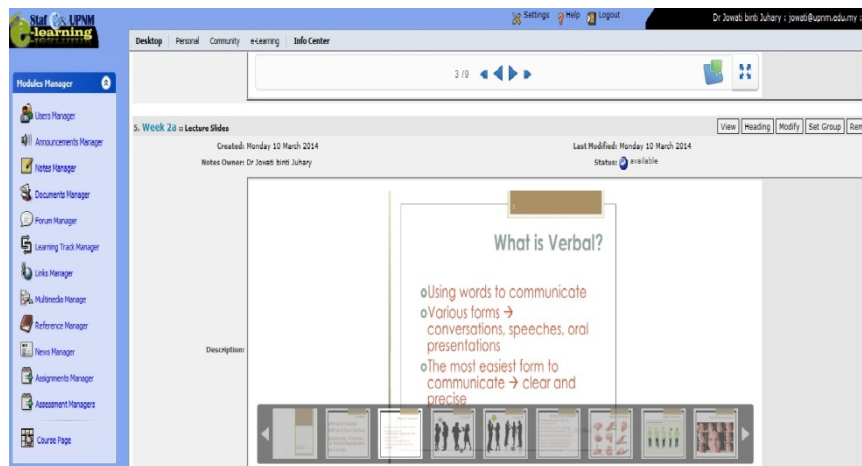 Staf UPNM
e-learning
Settings Help Logout
Dr Jowati binti Juhary : jowati@upnm.edu.my :
Desktop Personal Community e-Learning Info Center
Modules Manager
Users Manager
Announcements Manager
Notes Manager
Documents Manager
Forum Manager
Learning Track Manager
Links Manager
Multimedia Manage
Reference Manager
News Manager
Assignments Manager
Assessment Managers
Course Page
3/9
5. Week 2a :: Lecture Slides
View Heading Modify Set Group Rem
Created: Monday 10 March 2014
Last Modified: Monday 10 March 2014
Notes Owner: Dr Jowati binti Juhary
Status: available
Description:
What is Verbal?
Using words to communicate
Various forms →
conversations, speeches, oral
presentations
The most easiest form to
communicate → clear and
precise